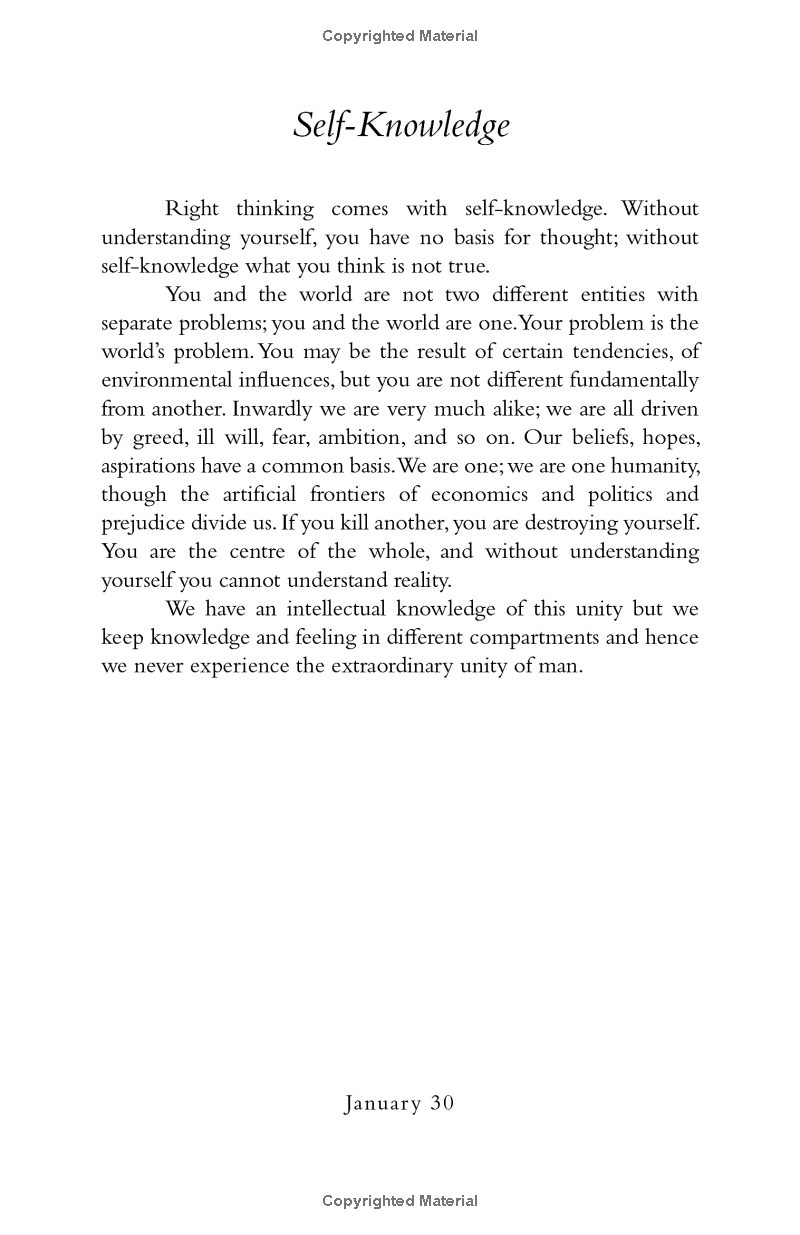 Copyrighted Material
Self-Knowledge
Right thinking comes with self-knowledge. Without
understanding yourself, you have no basis for thought; without
self-knowledge what you think is not true.
You and the world are not two different entities with
separate problems; you and the world are one.Your problem is the
world’s problem. You may be the result of certain tendencies, of
environmental influences, but you are not different fundamentally
from another. Inwardly we are very much alike; we are all driven
by greed, ill will, fear, ambition, and so on. Our beliefs, hopes,
aspirations have a common basis.We are one; we are one humanity,
though the artificial frontiers of economics and politics and
prejudice divide us. If you kill another, you are destroying yourself.
You are the centre of the whole, and without understanding
yourself you cannot understand reality.
We have an intellectual knowledge of this unity but we
keep knowledge and feeling in different compartments and hence
we never experience the extraordinary unity of man.
January 30
Copyrighted Material